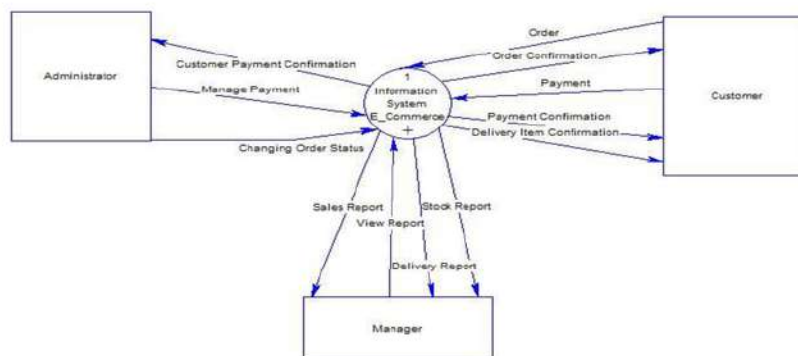 Order
Customer Payment Confirmation
Order Confirmation
1
Administrator
Information
System
E_Commerce
+
Payment
Customer
Manage Payment
Payment Confirmation
Delivery Item Confirmation
Changing Order Status
Sales Report
Stock Report
View Report
Delivery Report
Manager